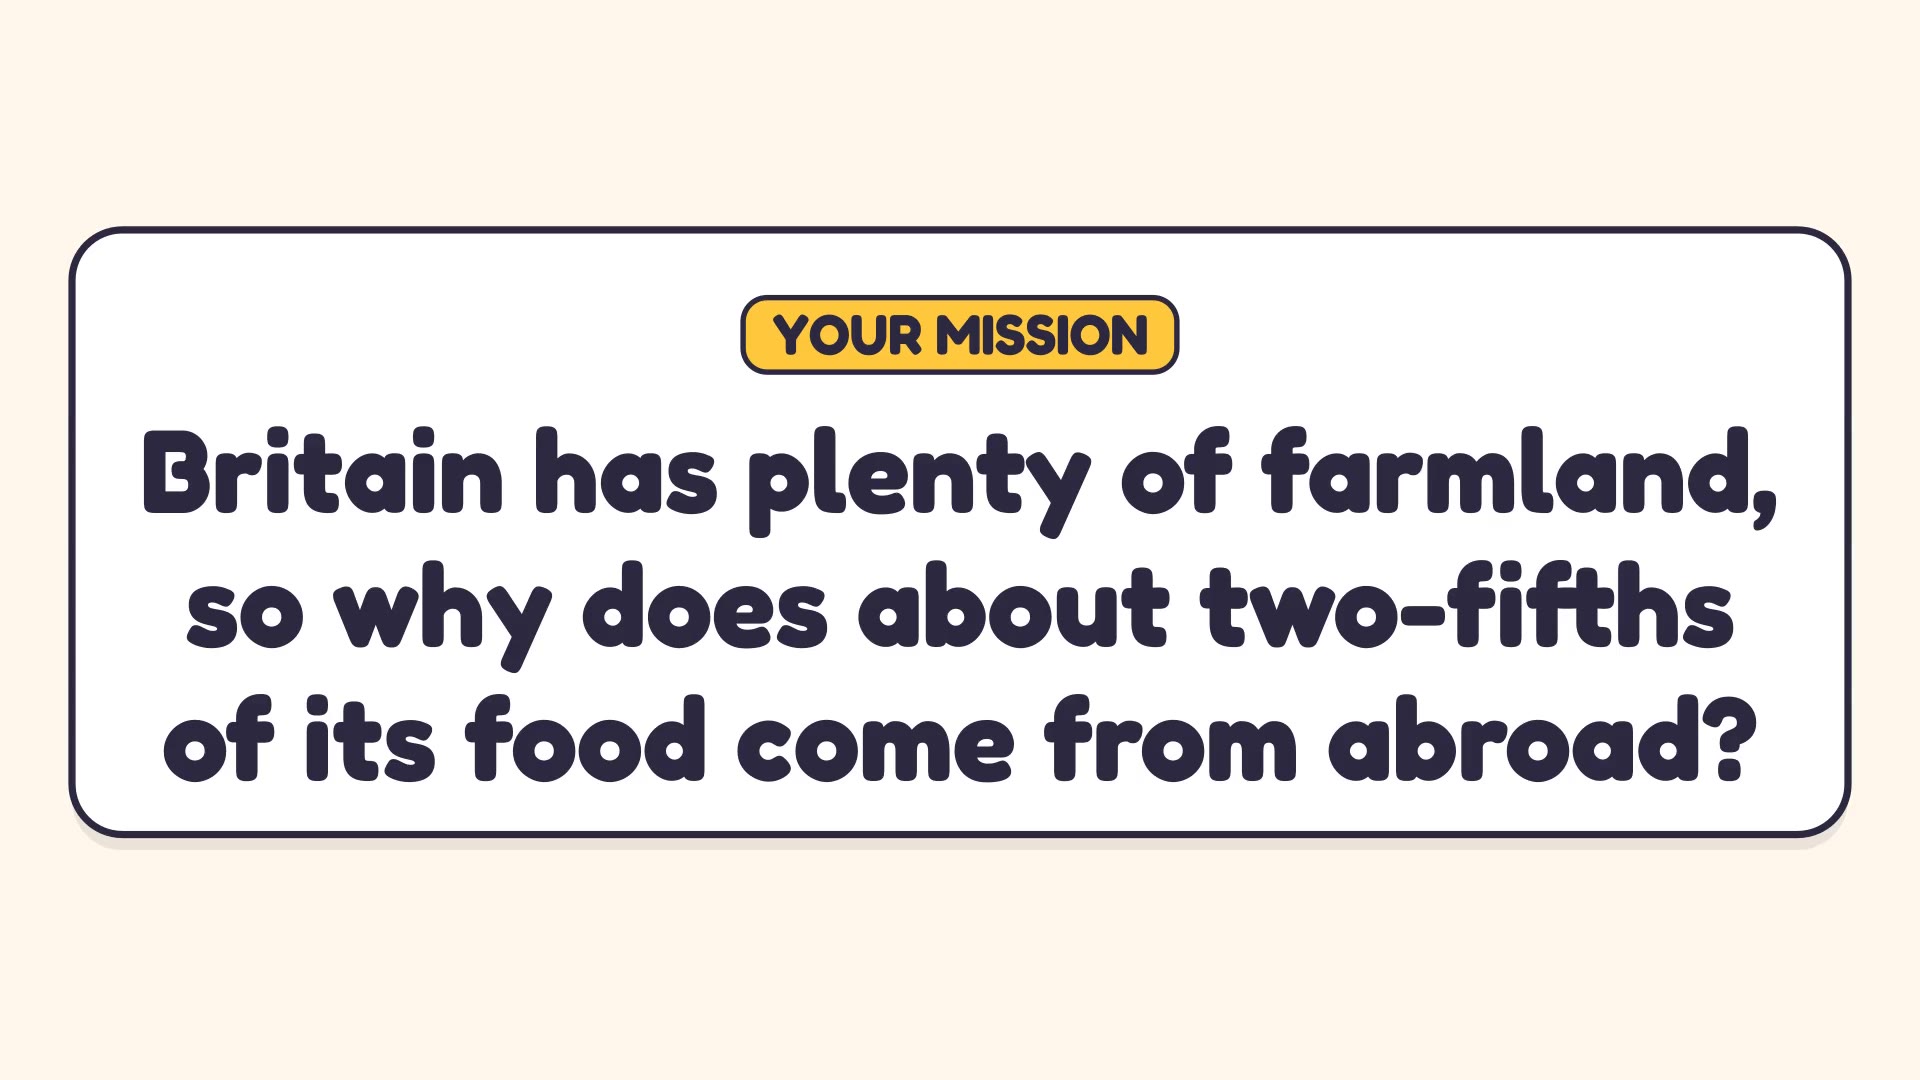 YOUR MISSION
Britain has plenty of farmland,
so why does about two-fifths
of its food come from abroad?